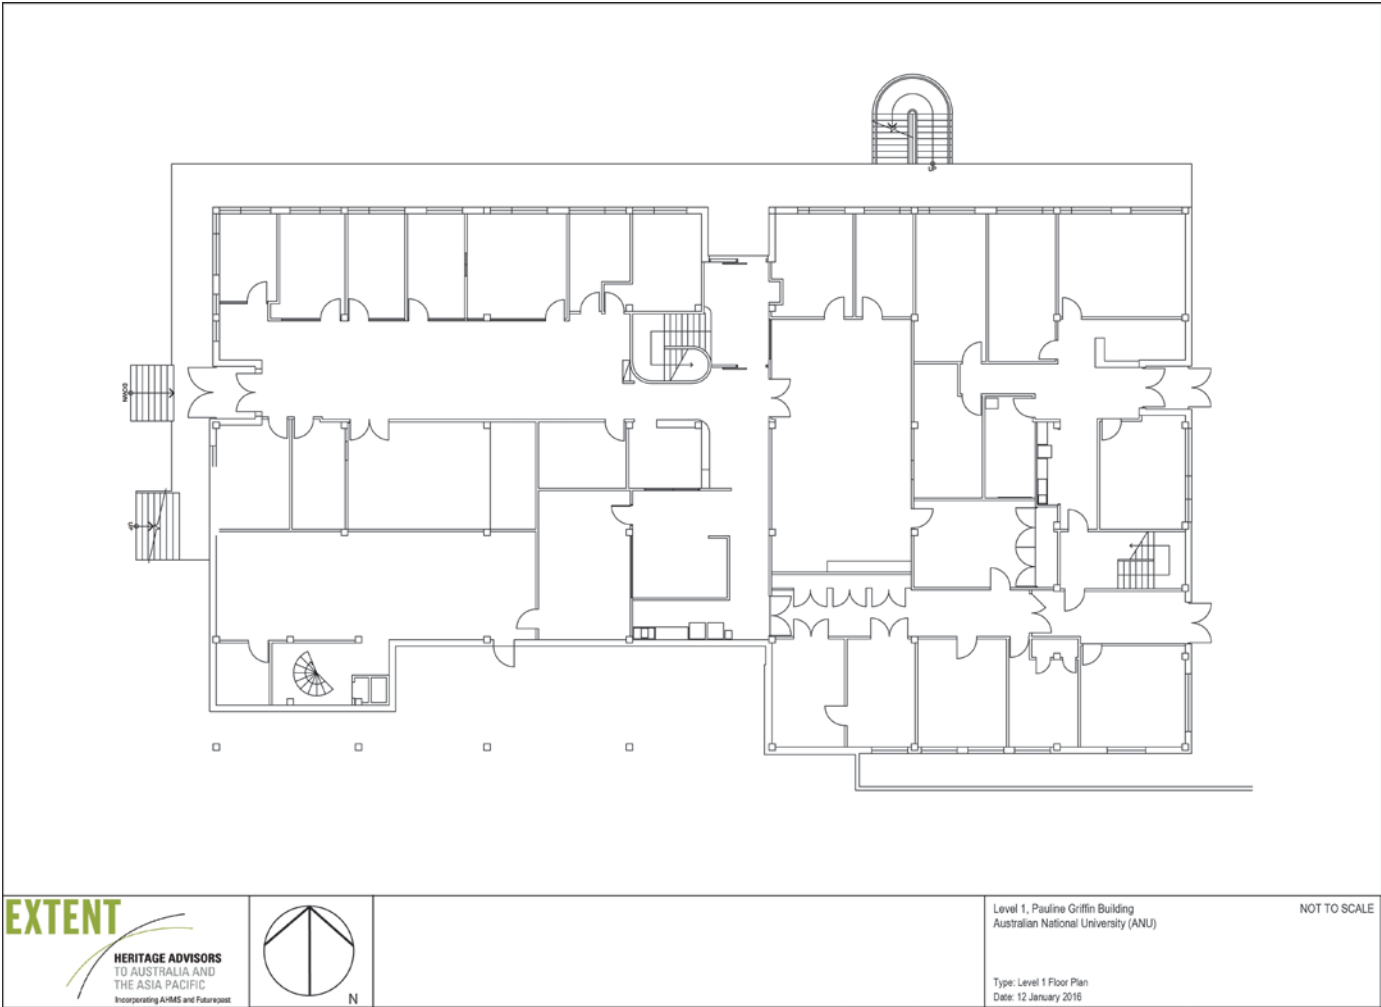 UP
DOWN
UP
EXTENT
HERITAGE ADVISORS
TO AUSTRALIA AND
THE ASIA PACIFIC
Incorporating AHMS and Futurepast
N
Level 1, Pauline Griffin Building
Australian National University (ANU)
NOT TO SCALE
Type: Level 1 Floor Plan
Date: 12 January 2016